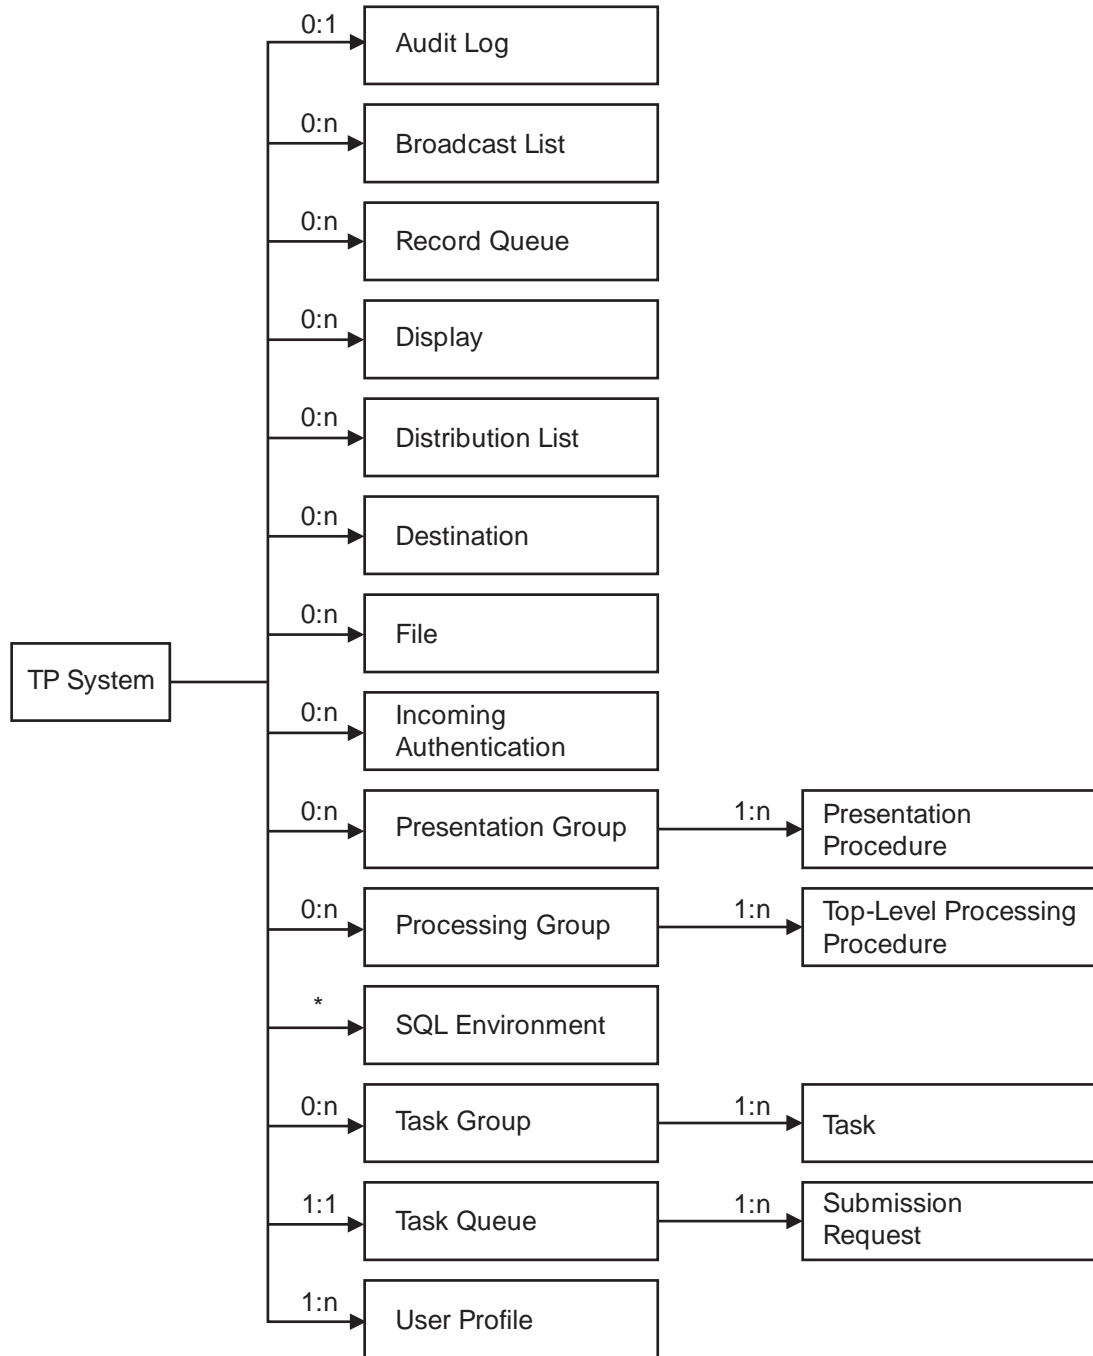 0:1
Audit Log
0:n
Broadcast List
0:n
Record Queue
0:n
Display
0:n
Distribution List
0:n
Destination
0:n
File
TP System
0:n
Incoming
Authentication
0:n
Presentation Group
1:n
Presentation
Procedure
0:n
Processing Group
1:n
Top-Level Processing
Procedure
*
SQL Environment
0:n
Task Group
1:n
Task
1:1
Task Queue
1:n
Submission
Request
1:n
User Profile